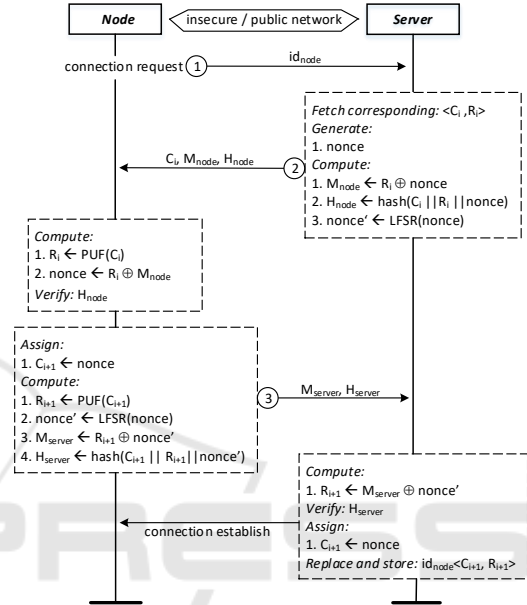 Node
insecure / public network
Server
connection request
1
id_node
Fetch corresponding: <C_i ,R_i>
Generate:
1. nonce
Compute:
1. M_node ← R_i ⊕ nonce
2. H_node ← hash(C_i ||R_i ||nonce)
3. nonce‘ ← LFSR(nonce)
C_i, M_node, H_node
2
Compute:
1. R_i ← PUF(C_i)
2. nonce ← R_i ⊕ M_node
Verify: H_node
Assign:
1. C_i+1 ← nonce
Compute:
1. R_i+1 ← PUF(C_i+1)
2. nonce’ ← LFSR(nonce)
3. M_server ← R_i+1 ⊕ nonce’
4. H_server ← hash(C_i+1 || R_i+1||nonce’)
3
M_server, H_server
Compute:
1. R_i+1 ← M_server ⊕ nonce’
Verify: H_server
Assign:
1. C_i+1 ← nonce
Replace and store: id_node<C_i+1, R_i+1>
connection establish